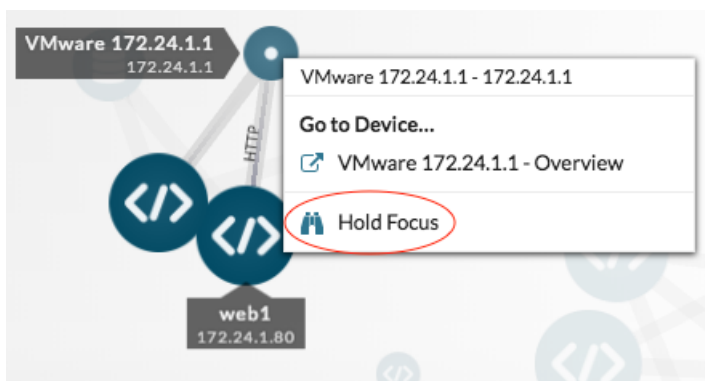 VMware 172.24.1.1
172.24.1.1
VMware 172.24.1.1 - 172.24.1.1
Go to Device...
VMware 172.24.1.1 - Overview
Hold Focus
HTTP
</>
</>
web1
172.24.1.80